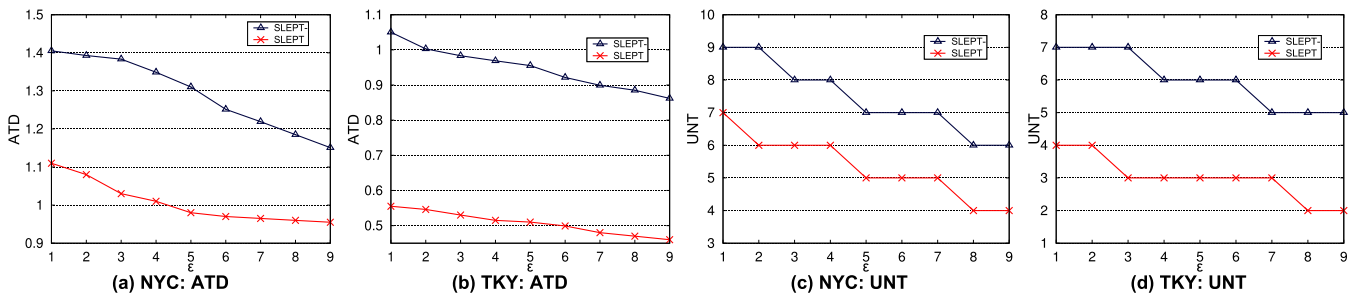 1.5
1.4
1.3
1.2
1.1
1
0.9
ATD
SLEPT-
SLEPT
1 2 3 4 5 6 7 8 9
ε
(a) NYC: ATD
1.1
1
0.9
0.8
0.7
0.6
0.5
ATD
SLEPT-
SLEPT
1 2 3 4 5 6 7 8 9
ε
(b) TKY: ATD
10
9
8
7
6
5
4
3
UNT
SLEPT-
SLEPT
1 2 3 4 5 6 7 8 9
ε
(c) NYC: UNT
8
7
6
5
4
3
2
1
UNT
SLEPT-
SLEPT
1 2 3 4 5 6 7 8 9
ε
(d) TKY: UNT